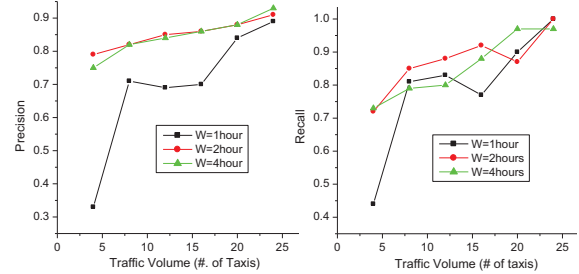 0.9
0.8
0.7
0.6
0.5
0.4
0.3
Precision
0
5
10
15
20
25
Traffic Volume (#. of Taxis)
W=1hour
W=2hour
W=4hour
1.0
0.9
0.8
0.7
0.6
0.5
0.4
Recall
0
5
10
15
20
25
Traffic Volume (# of taxis)
W=1hour
W=2hours
W=4hours